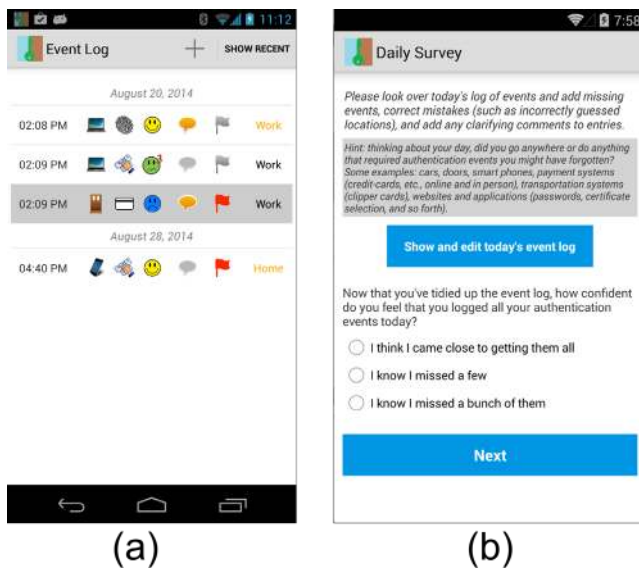 11:12
Event Log
SHOW RECENT
August 20, 2014
02:08 PM Work
02:09 PM Work
02:09 PM Work
August 28, 2014
04:40 PM Home
(a)
7:58
Daily Survey
Please look over today's log of events and add missing
events, correct mistakes (such as incorrectly guessed
locations), and add any clarifying comments to entries.
Hint: thinking about your day, did you go anywhere or do anything
that required authentication events you might have forgotten?
Some examples: cars, doors, smart phones, payment systems
(credit cards, etc., online and in person), transportation systems
(clipper cards), websites and applications (passwords, certificate
selection, and so forth).
Show and edit today's event log
Now that you've tidied up the event log, how confident
do you feel that you logged all your authentication
events today?
I think I came close to getting them all
I know I missed a few
I know I missed a bunch of them
Next
(b)